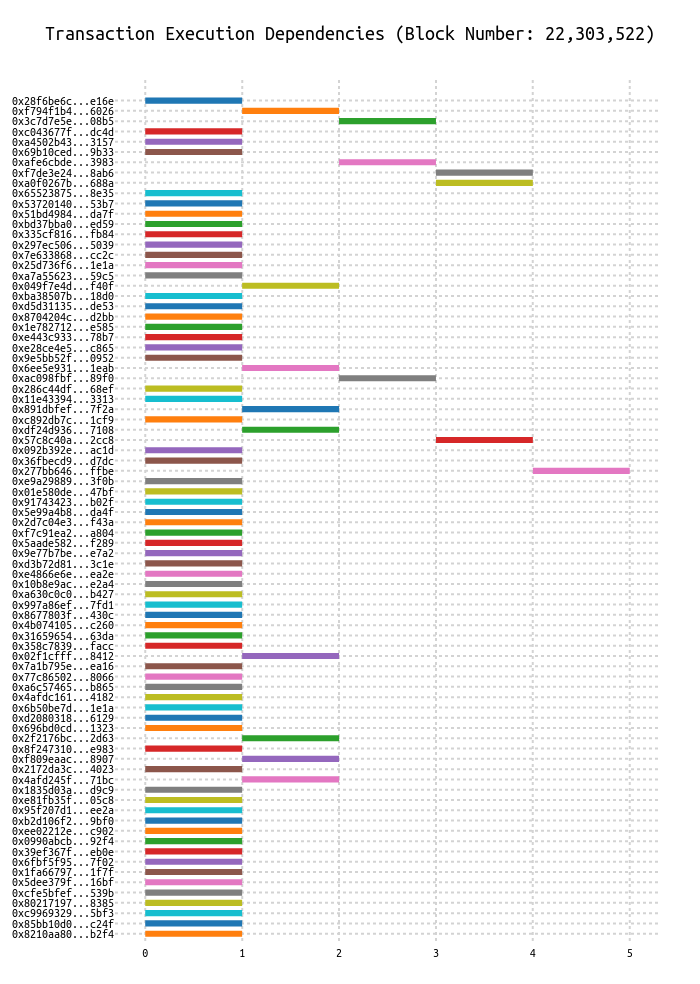 Transaction Execution Dependencies (Block Number: 22,303,522)
0x28f6be6c...e16e
0xf794f1b4...6026
0x3c7d7e5e...08b5
0xc043677f...dc4d
0xa4502b43...3157
0x69b10ced...9b33
0xafe6cbde...3983
0xf7de3e24...8ab6
0xa0f0267b...688a
0x65523875...8e35
0x53720140...53b7
0x51bd4984...da7f
0xbd37bba0...ed59
0x335cf816...fb84
0x297ec506...5039
0x7e633868...cc2c
0x25d736f6...1e1a
0xa7a55623...59c5
0x049f7e4d...f40f
0xba38507b...18d0
0xd5d31135...de53
0x8704204c...d2bb
0x1e782712...e585
0xe443c933...78b7
0xe28ce4e5...c865
0x9e5bb52f...0952
0x6ee5e931...1eab
0xac098fbf...89f0
0x286c44df...68ef
0x11e43394...3313
0x891dbfef...7f2a
0xc892db7c...1cf9
0xdf24d936...7108
0x57c8c40a...2cc8
0x092b392e...ac1d
0x36fbecd9...d7dc
0x277bb646...ffbe
0xe9a29889...3f0b
0x01e580de...47bf
0x91743423...b02f
0x5e99a4b8...da4f
0x2d7c04e3...f43a
0xf7c91ea2...a804
0x5aade582...f289
0x9e77b7be...e7a2
0xd3b72d81...3c1e
0xe4866e6e...ea2e
0x10b8e9ac...e2a4
0xa630c0c0...b427
0x997a86ef...7fd1
0x8677803f...430c
0x4b074105...c260
0x31659654...63da
0x358c7839...facc
0x02f1cfff...8412
0x7a1b795e...ea16
0x77c86502...8066
0xa6c57465...b865
0x4afdc161...4182
0x6b50be7d...1e1a
0xd2080318...6129
0x696bd0cd...1323
0x2f2176bc...2d63
0x8f247310...e983
0xf809eaac...8907
0x2172da3c...4023
0x4afd245f...71bc
0x1835d03a...d9c9
0xe81fb35f...05c8
0x95f207d1...ee2a
0xb2d106f2...9bf0
0xee02212e...c902
0x0990abcb...92f4
0x39ef367f...eb0e
0x6fbf5f95...7f02
0x1fa66797...1f7f
0x5dee379f...16bf
0xcfe5bfef...539b
0x80217197...8385
0xc9969329...5bf3
0x85bb10d0...c24f
0x8210aa80...b2f4
0 1 2 3 4 5